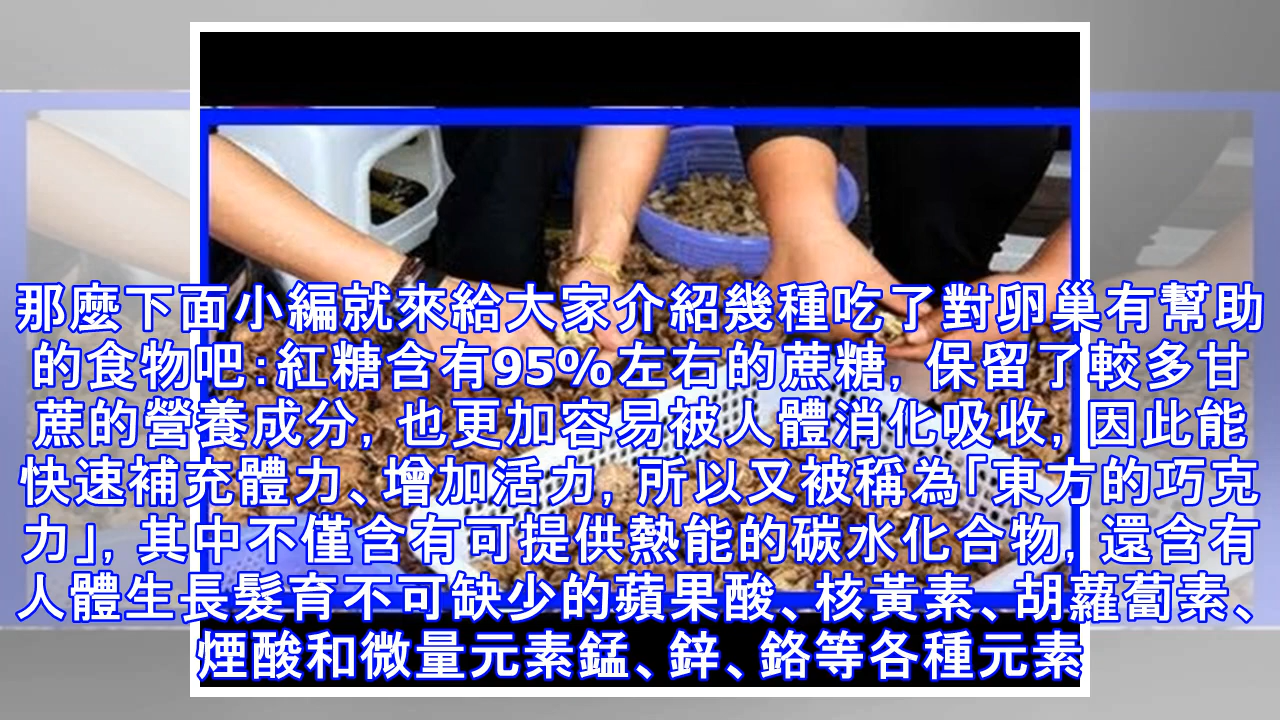 那麼下面小編就來給大家介紹幾種吃了對卵巢有幫助
的食物吧:紅糖含有95%左右的蔗糖, 保留了較多甘
蔗的營養成分, 也更加容易被人體消化吸收, 因此能
快速補充體力、增加活力, 所以又被稱為「東方的巧克
力」, 其中不僅含有可提供熱能的碳水化合物, 還含有
人體生長髮育不可缺少的蘋果酸、核黃素、胡蘿蔔素、
煙酸和微量元素錳、鋅、鉻等各種元素